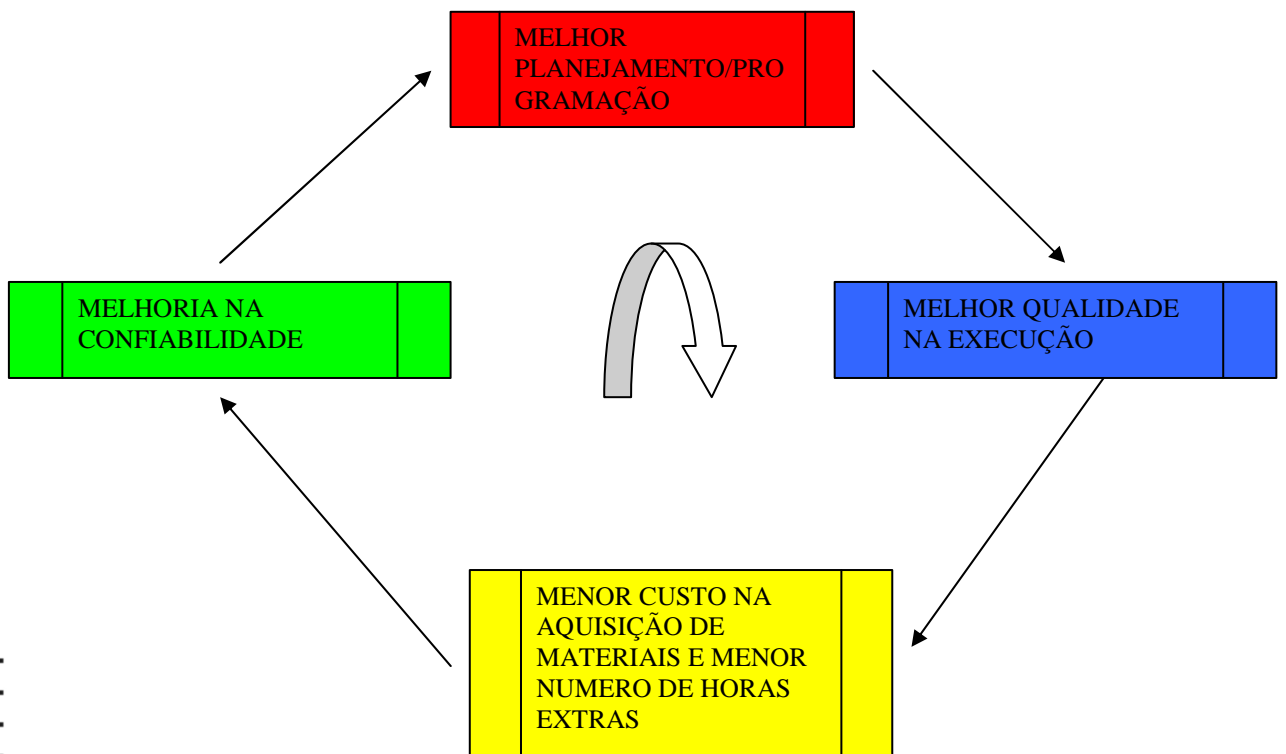 MELHOR
PLANEJAMENTO/PRO
GRAMAÇÃO
MELHORIA NA
CONFIABILIDADE
MELHOR QUALIDADE
NA EXECUÇÃO
MENOR CUSTO NA
AQUISIÇÃO DE
MATERIAIS E MENOR
NUMERO DE HORAS
EXTRAS